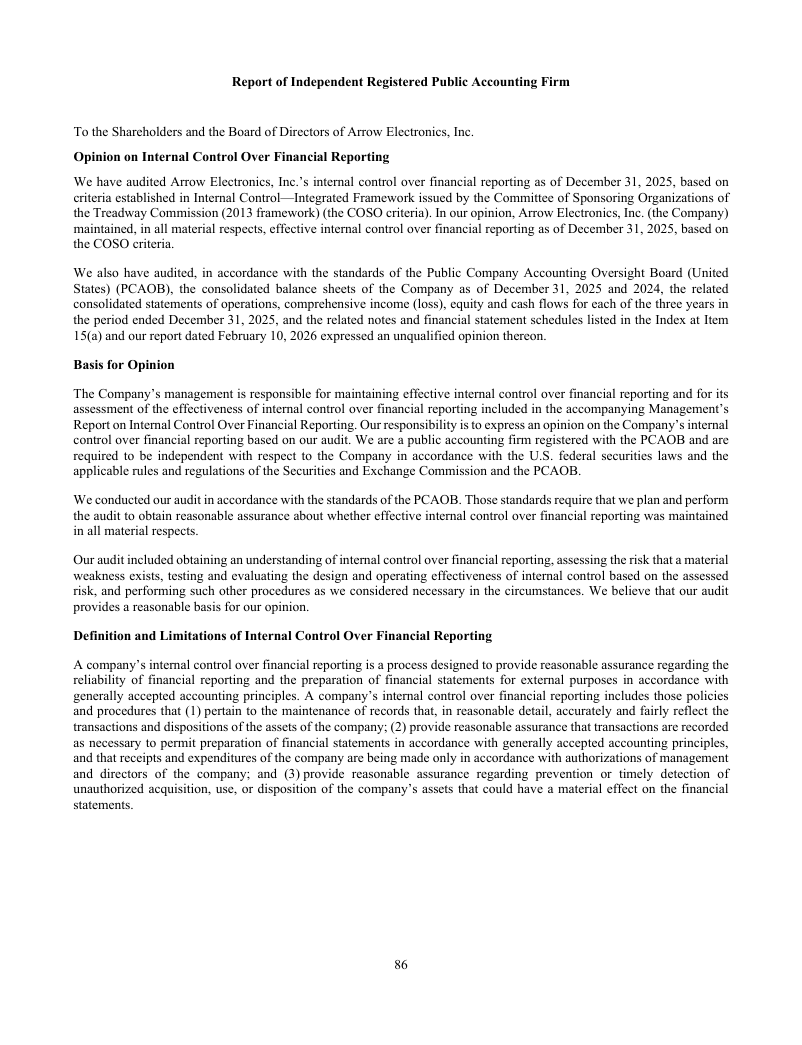 Report of Independent Registered Public Accounting Firm
To the Shareholders and the Board of Directors of Arrow Electronics, Inc.
Opinion on Internal Control Over Financial Reporting
We have audited Arrow Electronics, Inc.’s internal control over financial reporting as of December 31, 2025, based on
criteria established in Internal Control—Integrated Framework issued by the Committee of Sponsoring Organizations of
the Treadway Commission (2013 framework) (the COSO criteria). In our opinion, Arrow Electronics, Inc. (the Company)
maintained, in all material respects, effective internal control over financial reporting as of December 31, 2025, based on
the COSO criteria.
We also have audited, in accordance with the standards of the Public Company Accounting Oversight Board (United
States) (PCAOB), the consolidated balance sheets of the Company as of December 31, 2025 and 2024, the related
consolidated statements of operations, comprehensive income (loss), equity and cash flows for each of the three years in
the period ended December 31, 2025, and the related notes and financial statement schedules listed in the Index at Item
15(a) and our report dated February 10, 2026 expressed an unqualified opinion thereon.
Basis for Opinion
The Company’s management is responsible for maintaining effective internal control over financial reporting and for its
assessment of the effectiveness of internal control over financial reporting included in the accompanying Management’s
Report on Internal Control Over Financial Reporting. Our responsibility is to express an opinion on the Company’s internal
control over financial reporting based on our audit. We are a public accounting firm registered with the PCAOB and are
required to be independent with respect to the Company in accordance with the U.S. federal securities laws and the
applicable rules and regulations of the Securities and Exchange Commission and the PCAOB.
We conducted our audit in accordance with the standards of the PCAOB. Those standards require that we plan and perform
the audit to obtain reasonable assurance about whether effective internal control over financial reporting was maintained
in all material respects.
Our audit included obtaining an understanding of internal control over financial reporting, assessing the risk that a material
weakness exists, testing and evaluating the design and operating effectiveness of internal control based on the assessed
risk, and performing such other procedures as we considered necessary in the circumstances. We believe that our audit
provides a reasonable basis for our opinion.
Definition and Limitations of Internal Control Over Financial Reporting
A company’s internal control over financial reporting is a process designed to provide reasonable assurance regarding the
reliability of financial reporting and the preparation of financial statements for external purposes in accordance with
generally accepted accounting principles. A company’s internal control over financial reporting includes those policies
and procedures that (1) pertain to the maintenance of records that, in reasonable detail, accurately and fairly reflect the
transactions and dispositions of the assets of the company; (2) provide reasonable assurance that transactions are recorded
as necessary to permit preparation of financial statements in accordance with generally accepted accounting principles,
and that receipts and expenditures of the company are being made only in accordance with authorizations of management
and directors of the company; and (3) provide reasonable assurance regarding prevention or timely detection of
unauthorized acquisition, use, or disposition of the company’s assets that could have a material effect on the financial
statements.
86